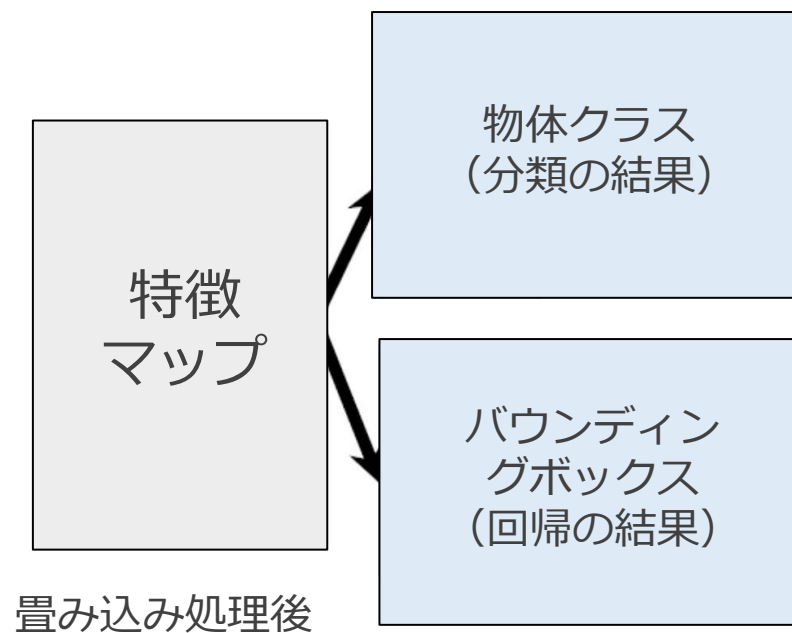 物体クラス
（分類の結果）
特徴
マップ
バウンディン
グボックス
（回帰の結果）
畳み込み処理後